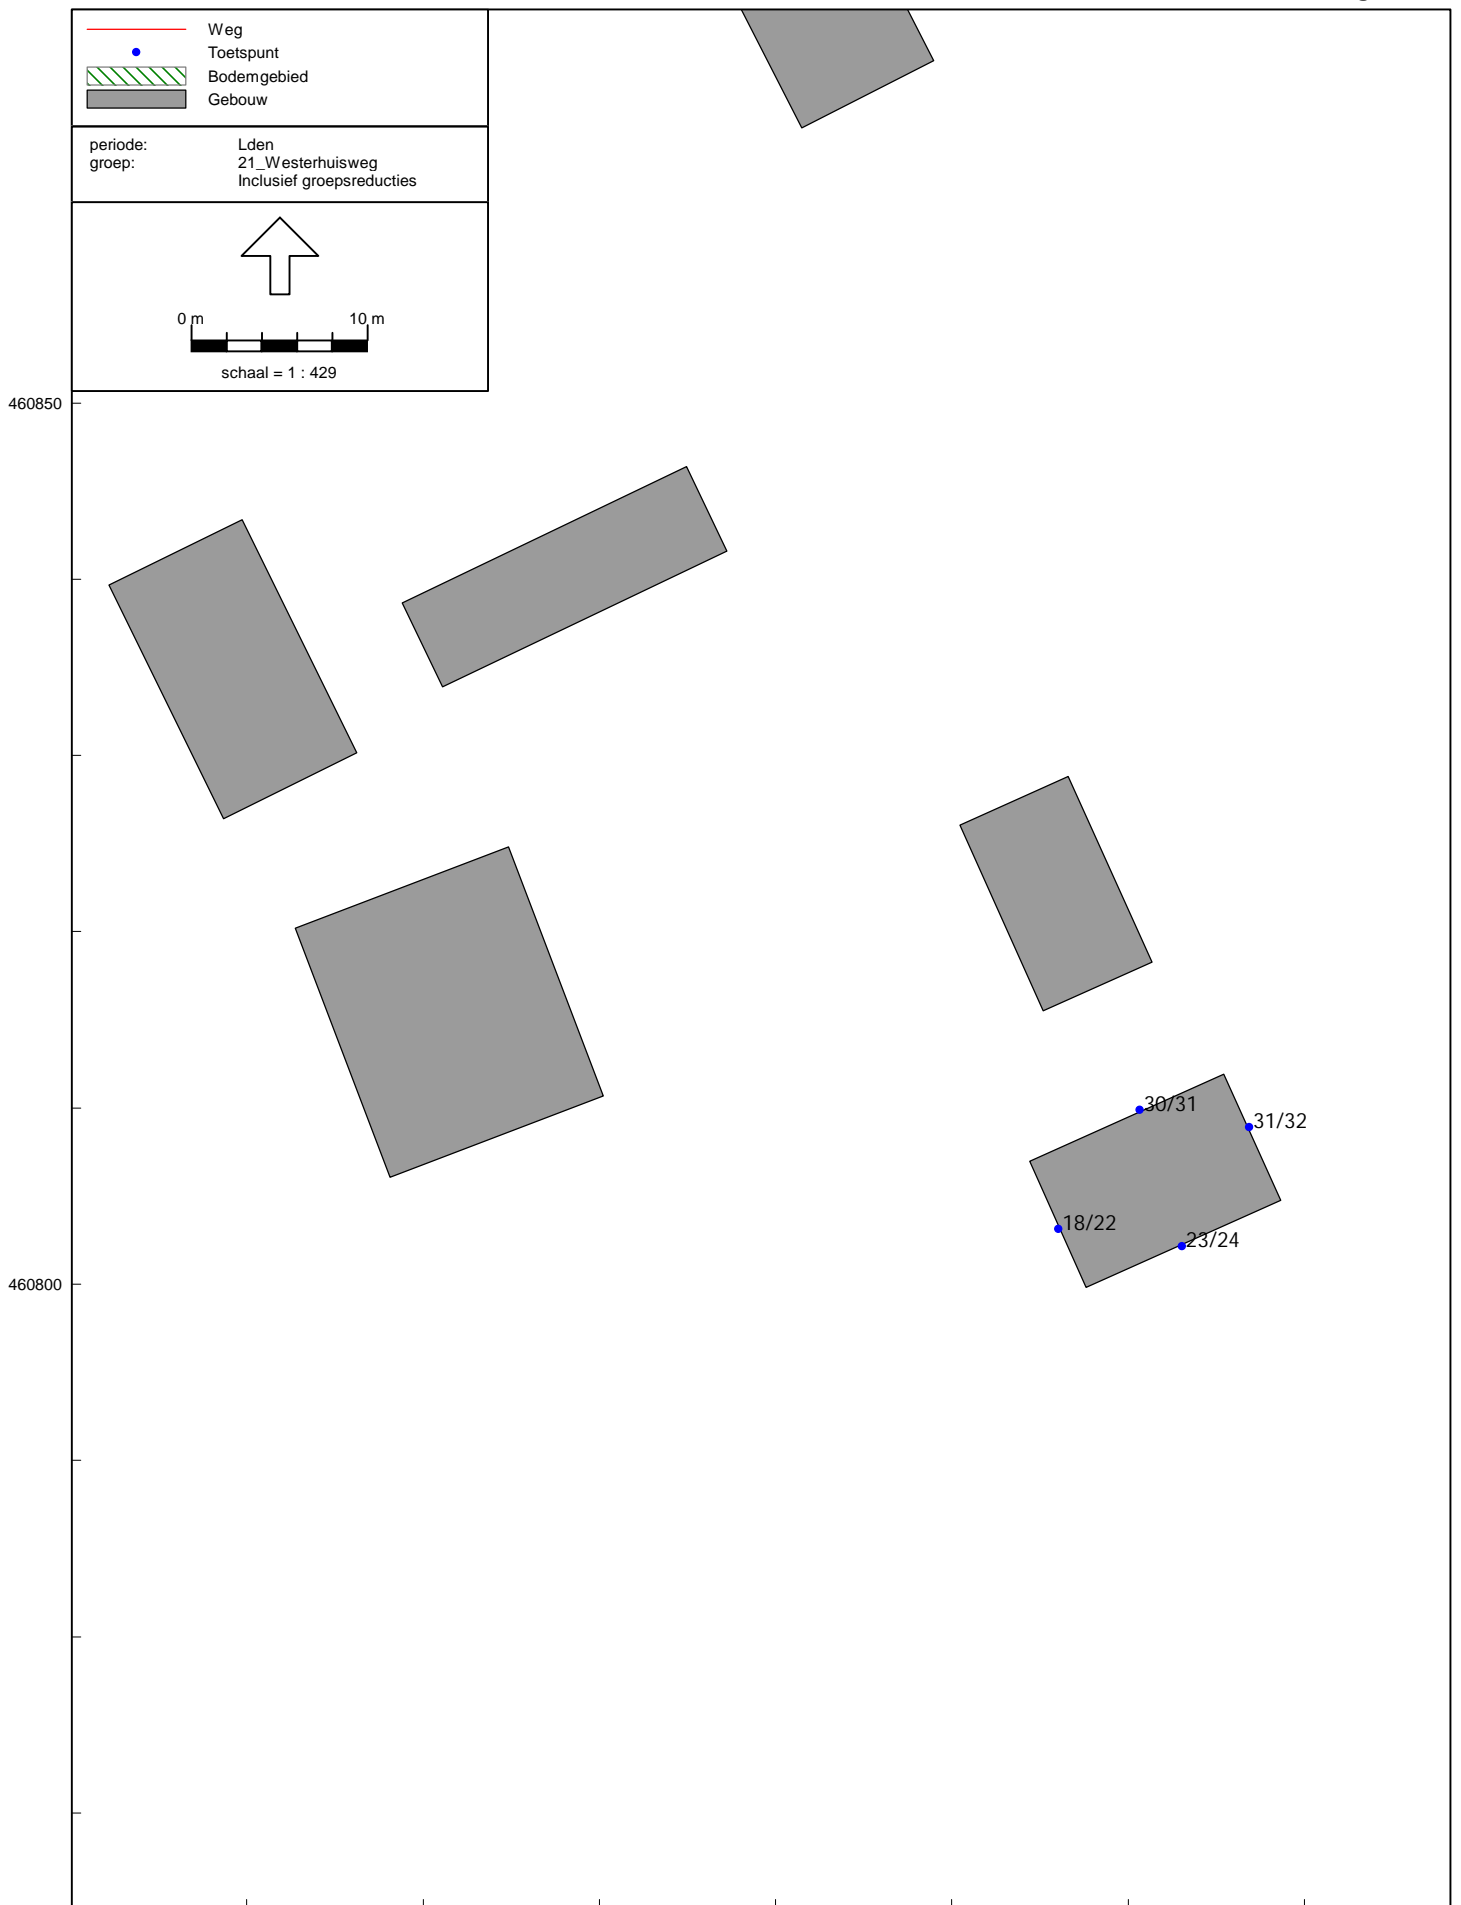 Weg
Toetspunt
Bodemgebied
Gebouw
periode: Lden
groep: 21_Westerhuisweg
Inclusief groepsreducties
0 m 10 m
schaal = 1 : 429
460850
30/31
31/32
18/22
23/24
460800